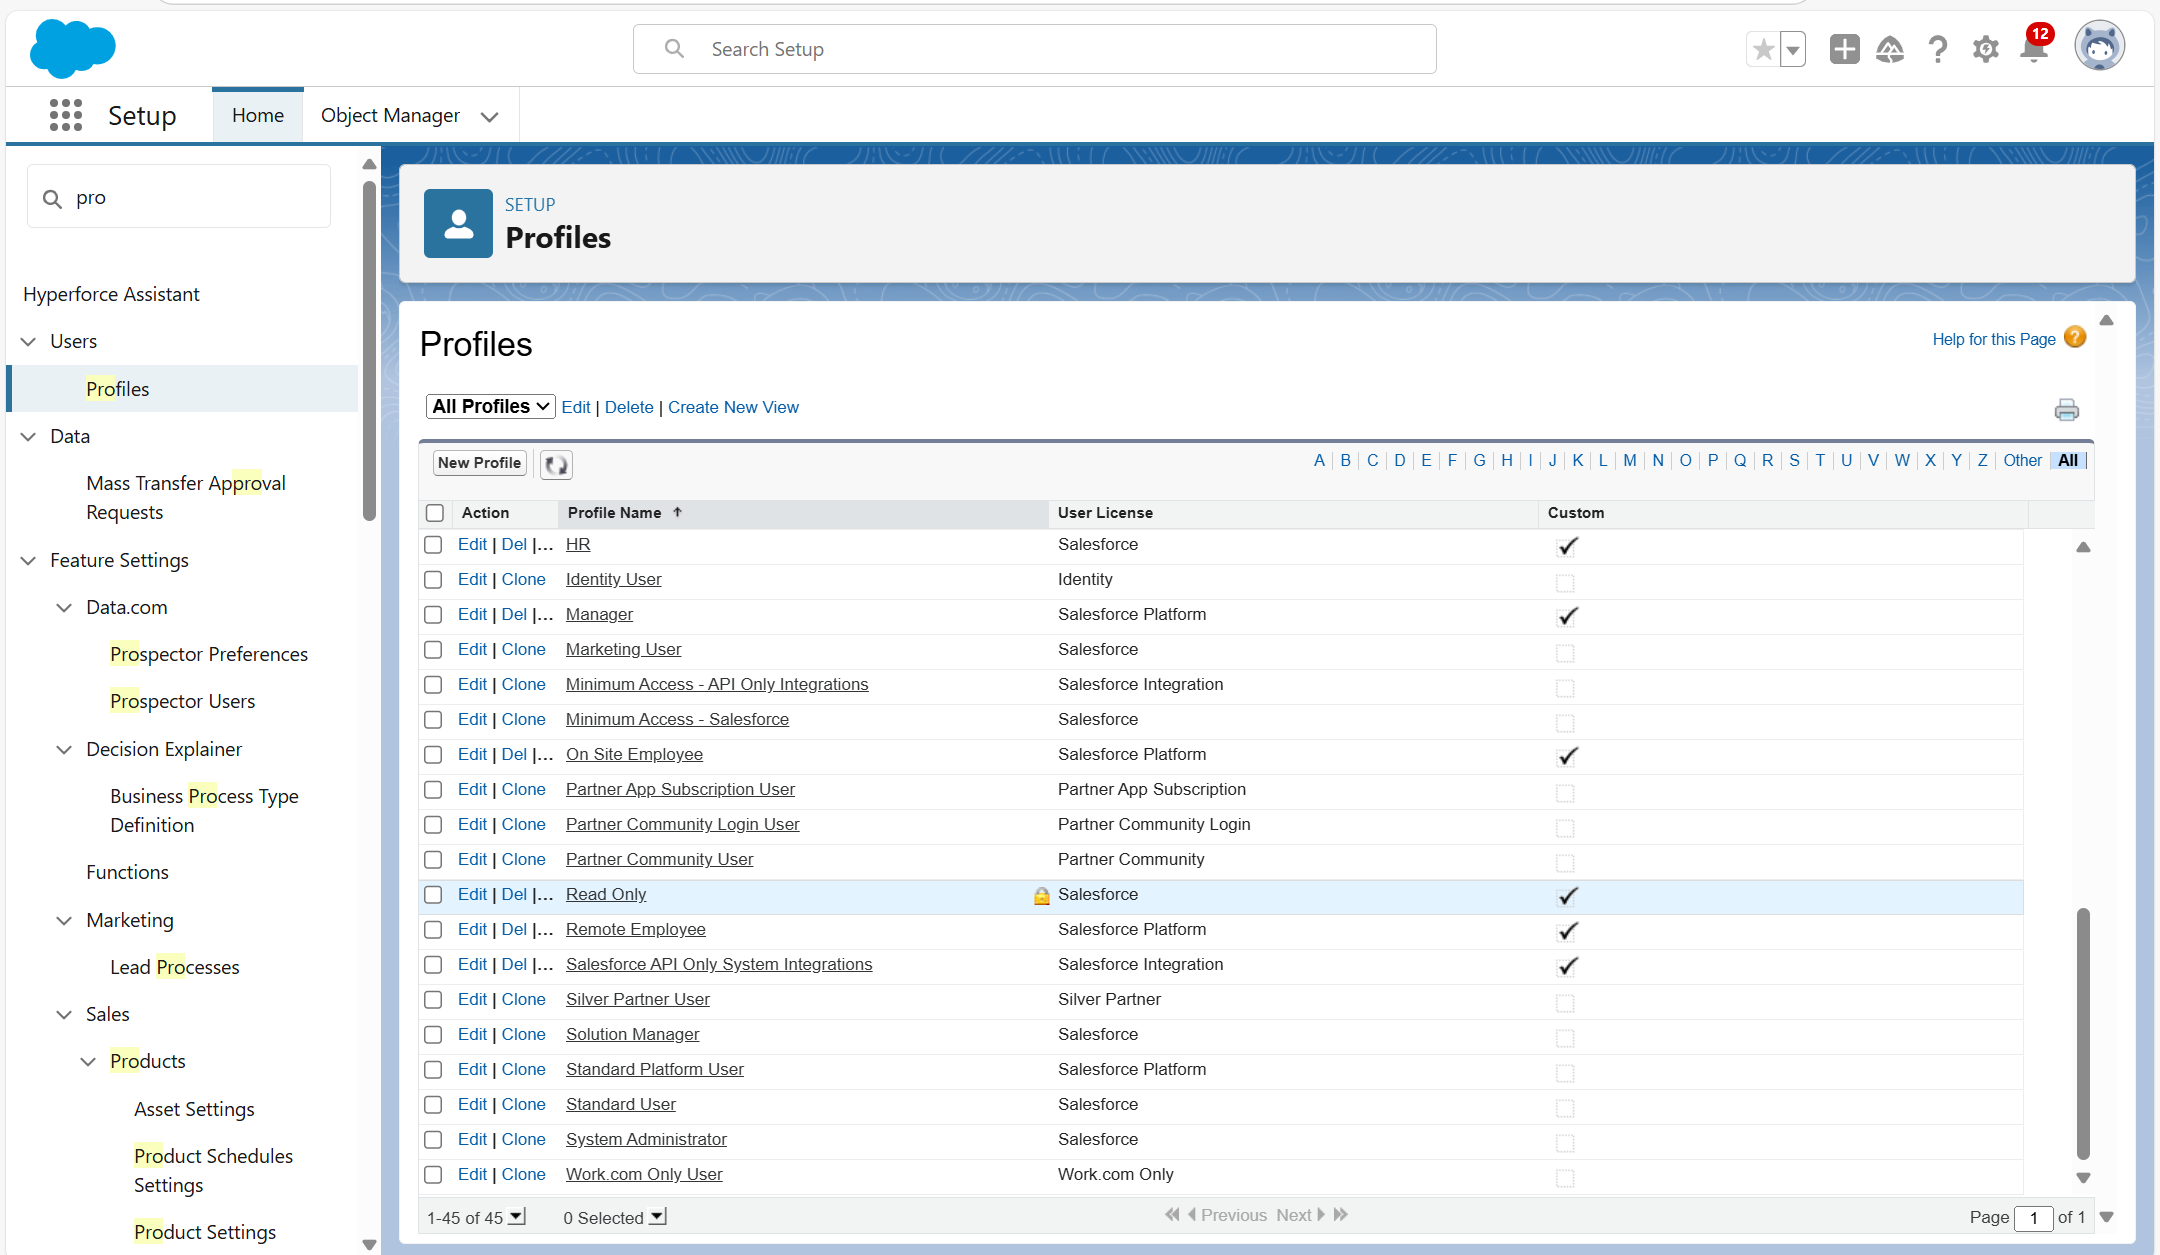 Search Setup
12
Setup
Home
Object Manager
pro
Hyperforce Assistant
Users
Profiles
Data
Mass Transfer Approval
Requests
Feature Settings
Data.com
Prospector Preferences
Prospector Users
Decision Explainer
Business Process Type
Definition
Functions
Marketing
Lead Processes
Sales
Products
Asset Settings
Product Schedules
Settings
Product Settings
SETUP
Profiles
Profiles
Help for this Page ?
All Profiles Edit | Delete | Create New View
New Profile
A | B | C | D | E | F | G | H | I | J | K | L | M | N | O | P | Q | R | S | T | U | V | W | X | Y | Z | Other | All
Action Profile Name ↑ User License Custom
Edit | Del |... HR Salesforce
Edit | Clone Identity User Identity
Edit | Del |... Manager Salesforce Platform
Edit | Clone Marketing User Salesforce
Edit | Clone Minimum Access - API Only Integrations Salesforce Integration
Edit | Clone Minimum Access - Salesforce Salesforce
Edit | Del |... On Site Employee Salesforce Platform
Edit | Clone Partner App Subscription User Partner App Subscription
Edit | Clone Partner Community Login User Partner Community Login
Edit | Clone Partner Community User Partner Community
Edit | Del |... Read Only Salesforce
Edit | Del |... Remote Employee Salesforce Platform
Edit | Del |... Salesforce API Only System Integrations Salesforce Integration
Edit | Clone Silver Partner User Silver Partner
Edit | Clone Solution Manager Salesforce
Edit | Clone Standard Platform User Salesforce Platform
Edit | Clone Standard User Salesforce
Edit | Clone System Administrator Salesforce
Edit | Clone Work.com Only User Work.com Only
1-45 of 45 0 Selected Previous Next Page 1 of 1